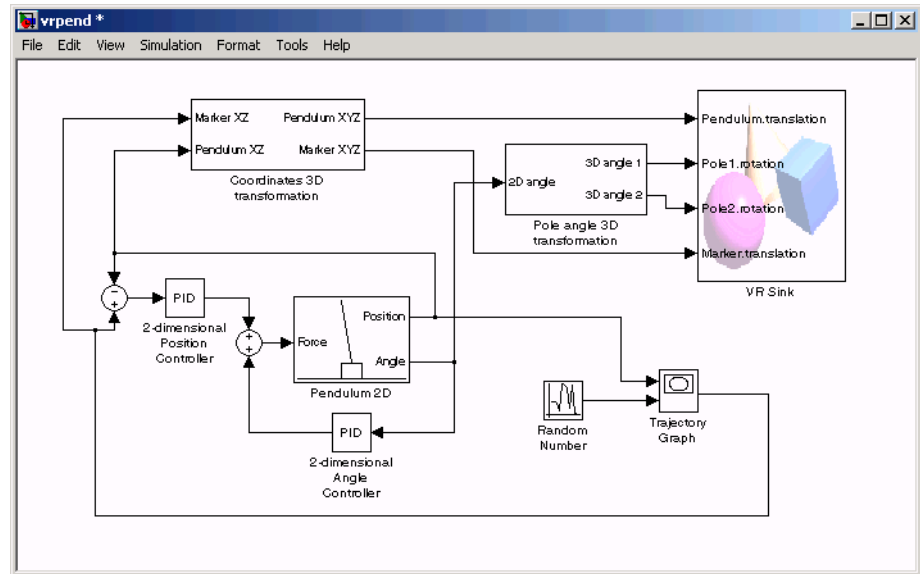 vrpend *
File Edit View Simulation Format Tools Help
Marker XZ
Pendulum XYZ
Pendulum XZ
Marker XYZ
Coordinates 3D
transformation
2D angle
3D angle 1
3D angle 2
Pole angle 3D
transformation
Pendulum.translation
Pole1.rotation
Pole2.rotation
Marker.translation
VR Sink
−
+
PID
2-dimensional
Position
Controller
+
+
Force
Position
Angle
Pendulum 2D
PID
2-dimensional
Angle
Controller
Random
Number
Trajectory
Graph